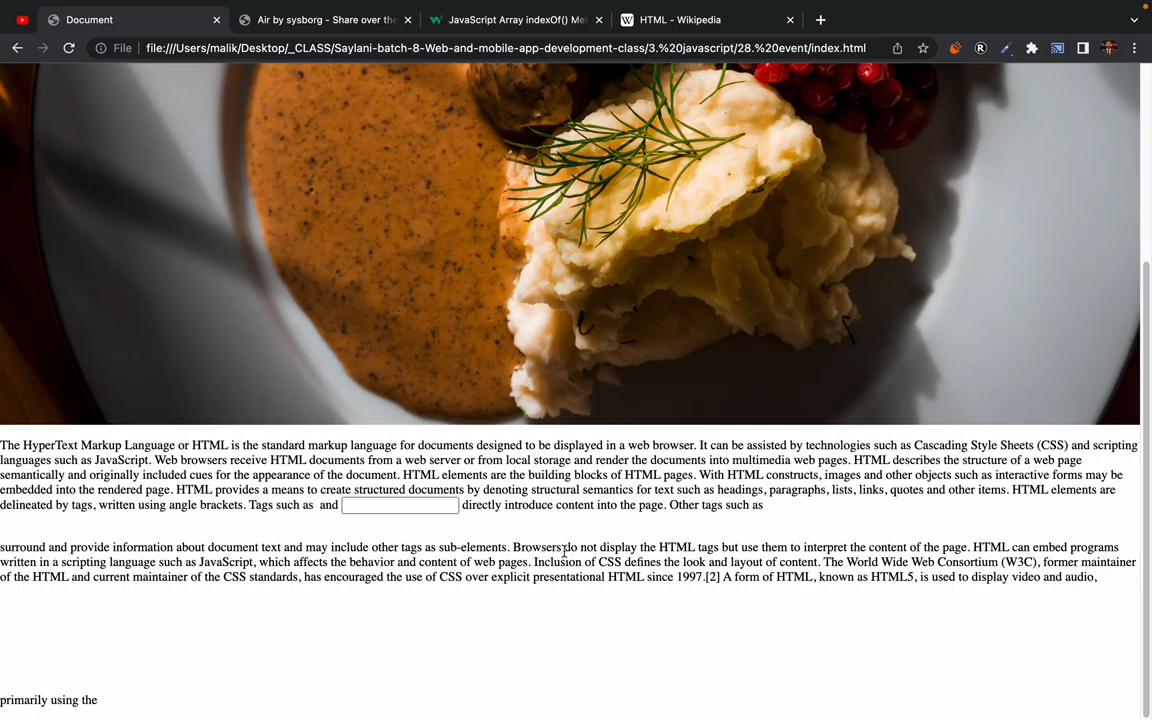 Document
Air by sysborg - Share over the
JavaScript Array indexOf() Me
HTML - Wikipedia
File
file:///Users/malik/Desktop/_CLASS/Saylani-batch-8-Web-and-mobile-app-development-class/3.%20javascript/28.%20event/index.html
The HyperText Markup Language or HTML is the standard markup language for documents designed to be displayed in a web browser. It can be assisted by technologies such as Cascading Style Sheets (CSS) and scripting
languages such as JavaScript. Web browsers receive HTML documents from a web server or from local storage and render the documents into multimedia web pages. HTML describes the structure of a web page
semantically and originally included cues for the appearance of the document. HTML elements are the building blocks of HTML pages. With HTML constructs, images and other objects such as interactive forms may be
embedded into the rendered page. HTML provides a means to create structured documents by denoting structural semantics for text such as headings, paragraphs, lists, links, quotes and other items. HTML elements are
delineated by tags, written using angle brackets. Tags such as and directly introduce content into the page. Other tags such as
surround and provide information about document text and may include other tags as sub-elements. Browsers do not display the HTML tags but use them to interpret the content of the page. HTML can embed programs
written in a scripting language such as JavaScript, which affects the behavior and content of web pages. Inclusion of CSS defines the look and layout of content. The World Wide Web Consortium (W3C), former maintainer
of the HTML and current maintainer of the CSS standards, has encouraged the use of CSS over explicit presentational HTML since 1997.[2] A form of HTML, known as HTML5, is used to display video and audio,
primarily using the